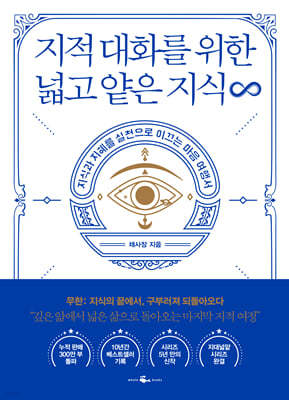 지적 대화를 위한
넓고 얕은 지식∞
지식과 지혜를 실천으로 이끄는 마음 여행서
채사장 지음
무한: 지식의 끝에서, 구부러져 되돌아오다
“깊은 앎에서 넓은 삶으로 돌아오는 마지막 지적 여정”
누적 판매
300만 부
돌파
10년간
베스트셀러
기록
시리즈
5년 만의
신작
지대넓얕
시리즈
완결
WHALE BOOKS